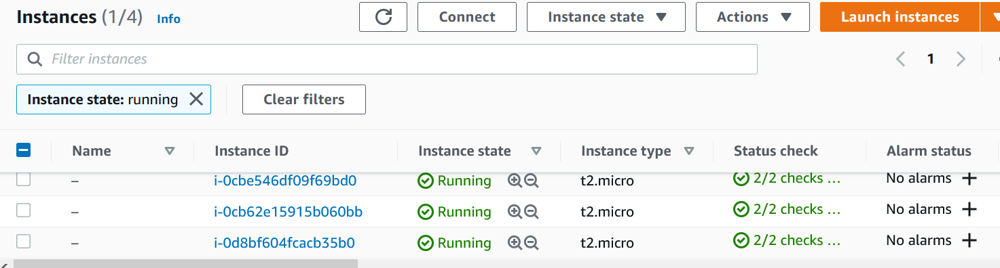 Instances (1/4) Info Connect Instance state Actions Launch instances
Filter instances 1
Instance state: running Clear filters
Name Instance ID Instance state Instance type Status check Alarm status
– i-0cbe546df09f69bd0 Running t2.micro 2/2 checks ... No alarms +
– i-0cb62e15915b060bb Running t2.micro 2/2 checks ... No alarms +
– i-0d8bf604fcacb35b0 Running t2.micro 2/2 checks ... No alarms +